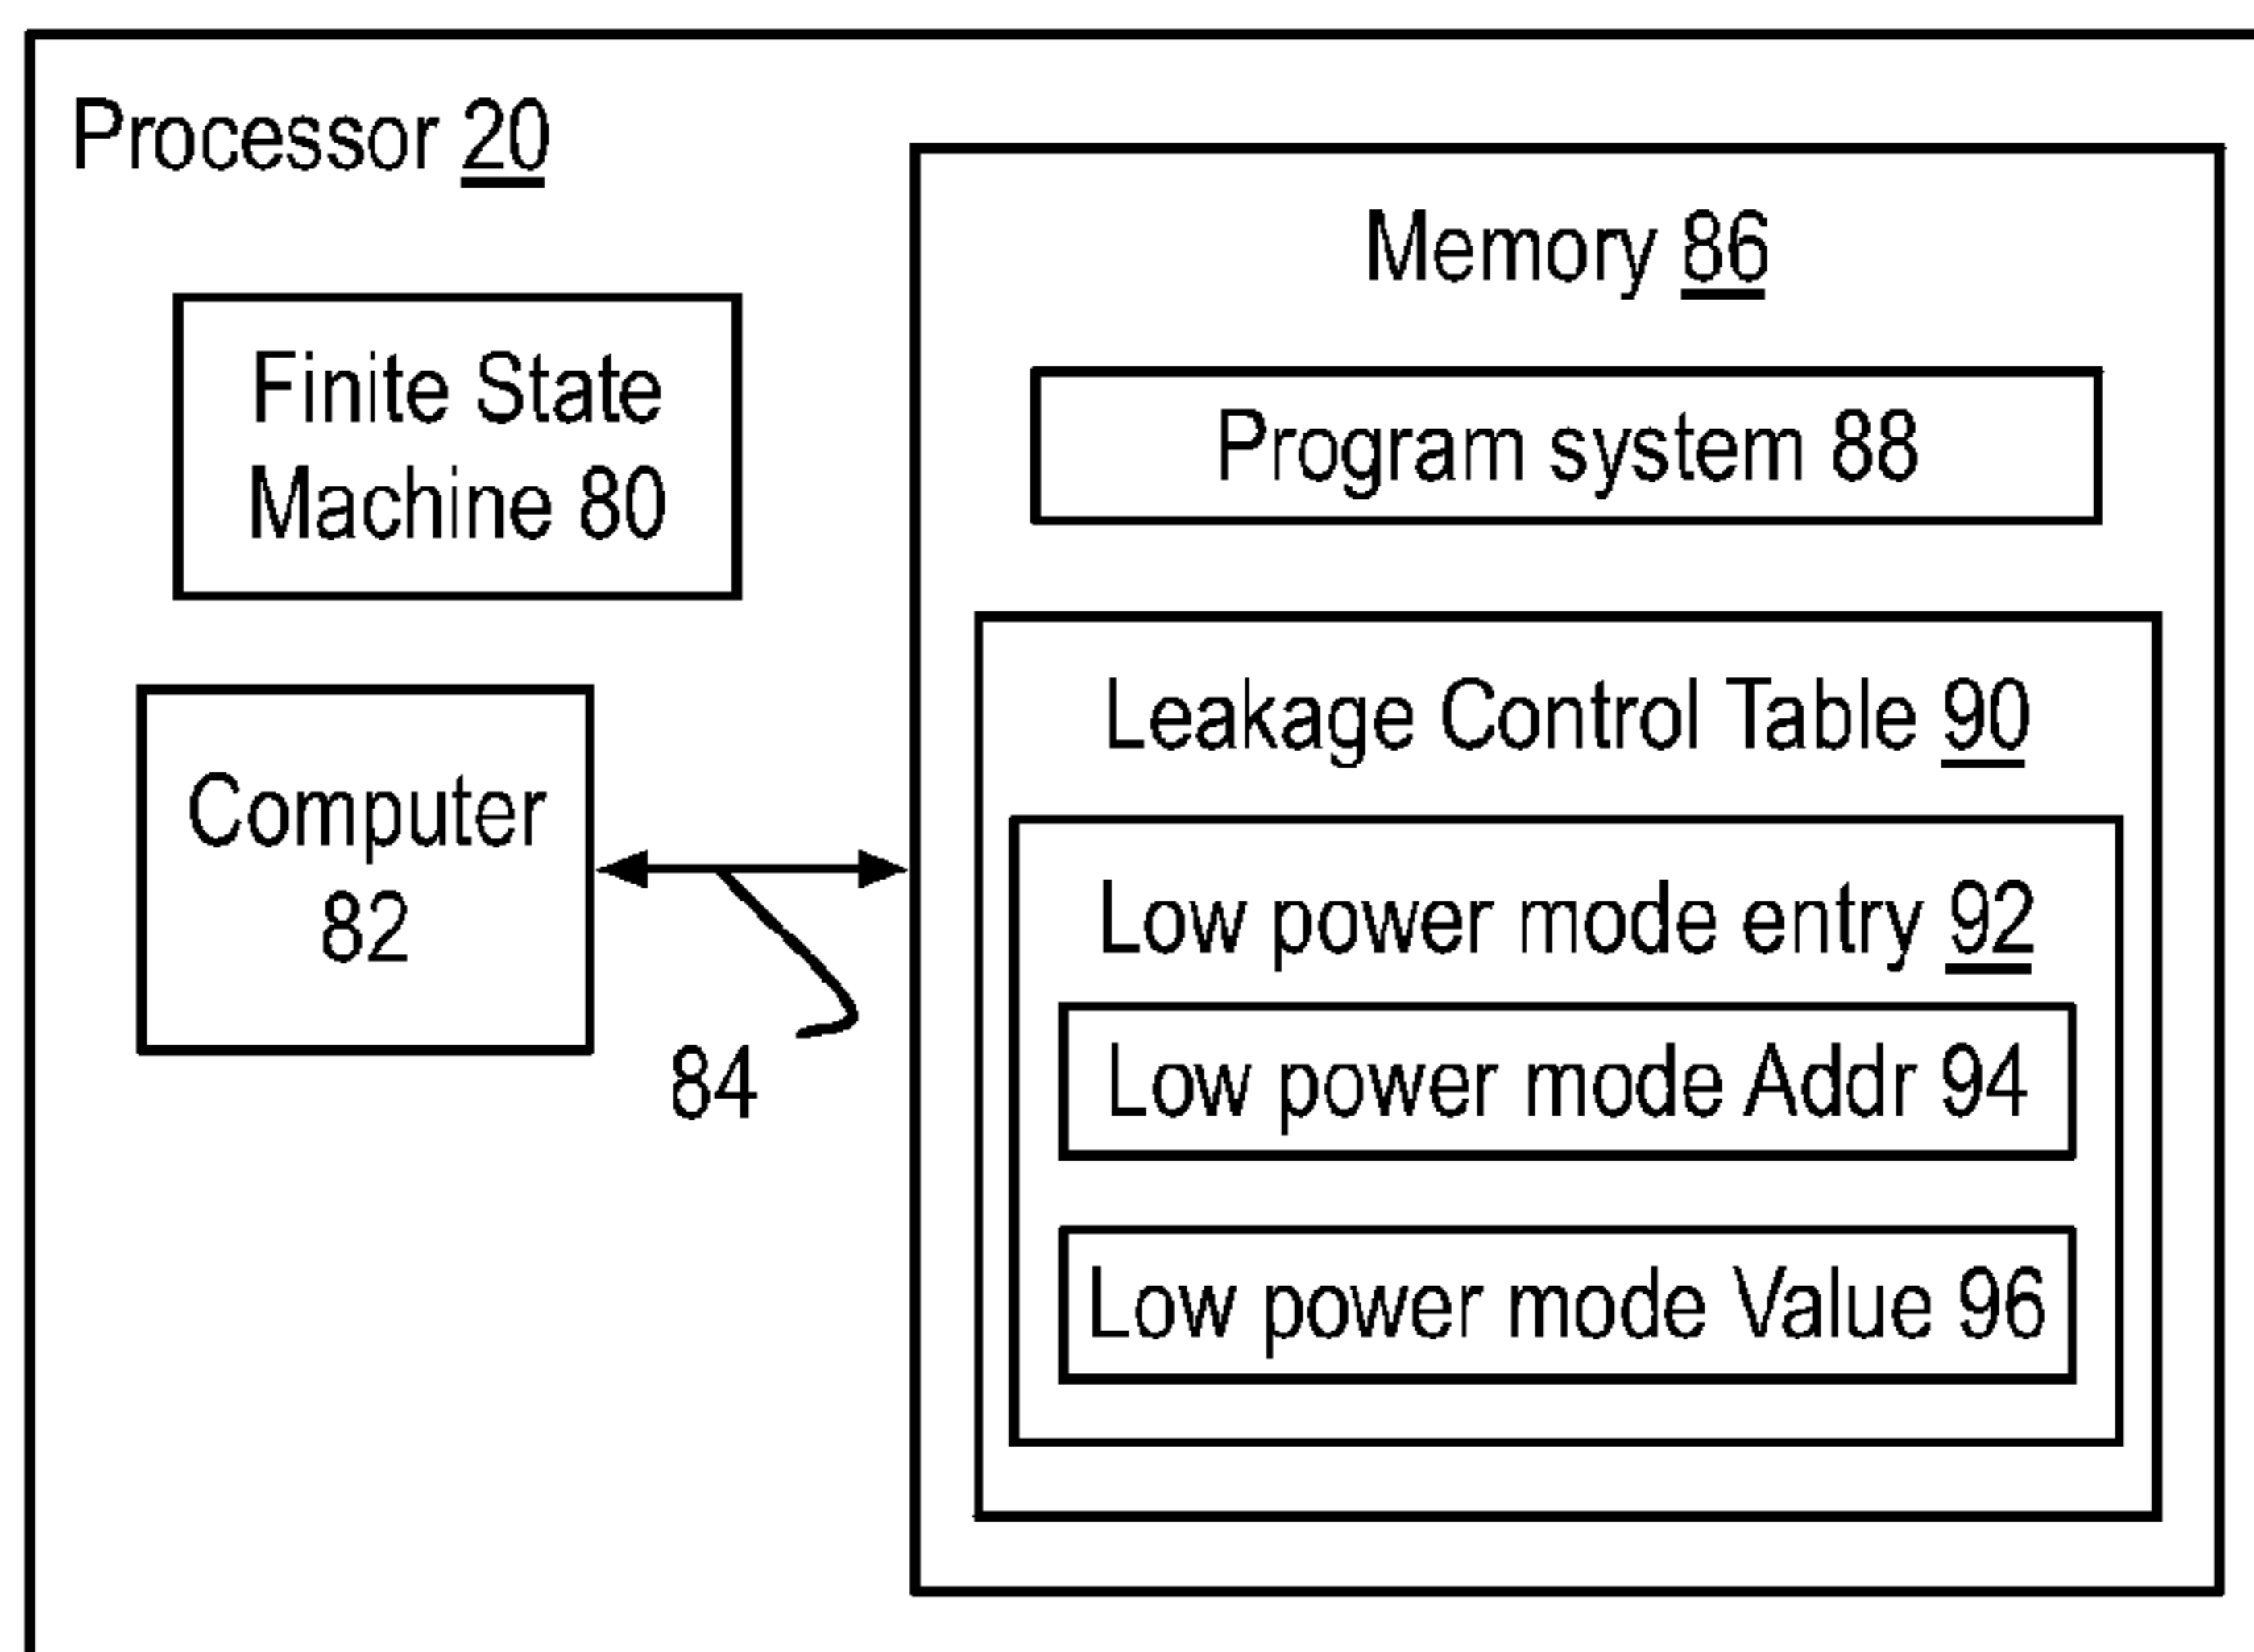 Processor 20
Finite State
Machine 80
Computer
82
84
Memory 86
Program system 88
Leakage Control Table 90
Low power mode entry 92
Low power mode Addr 94
Low power mode Value 96